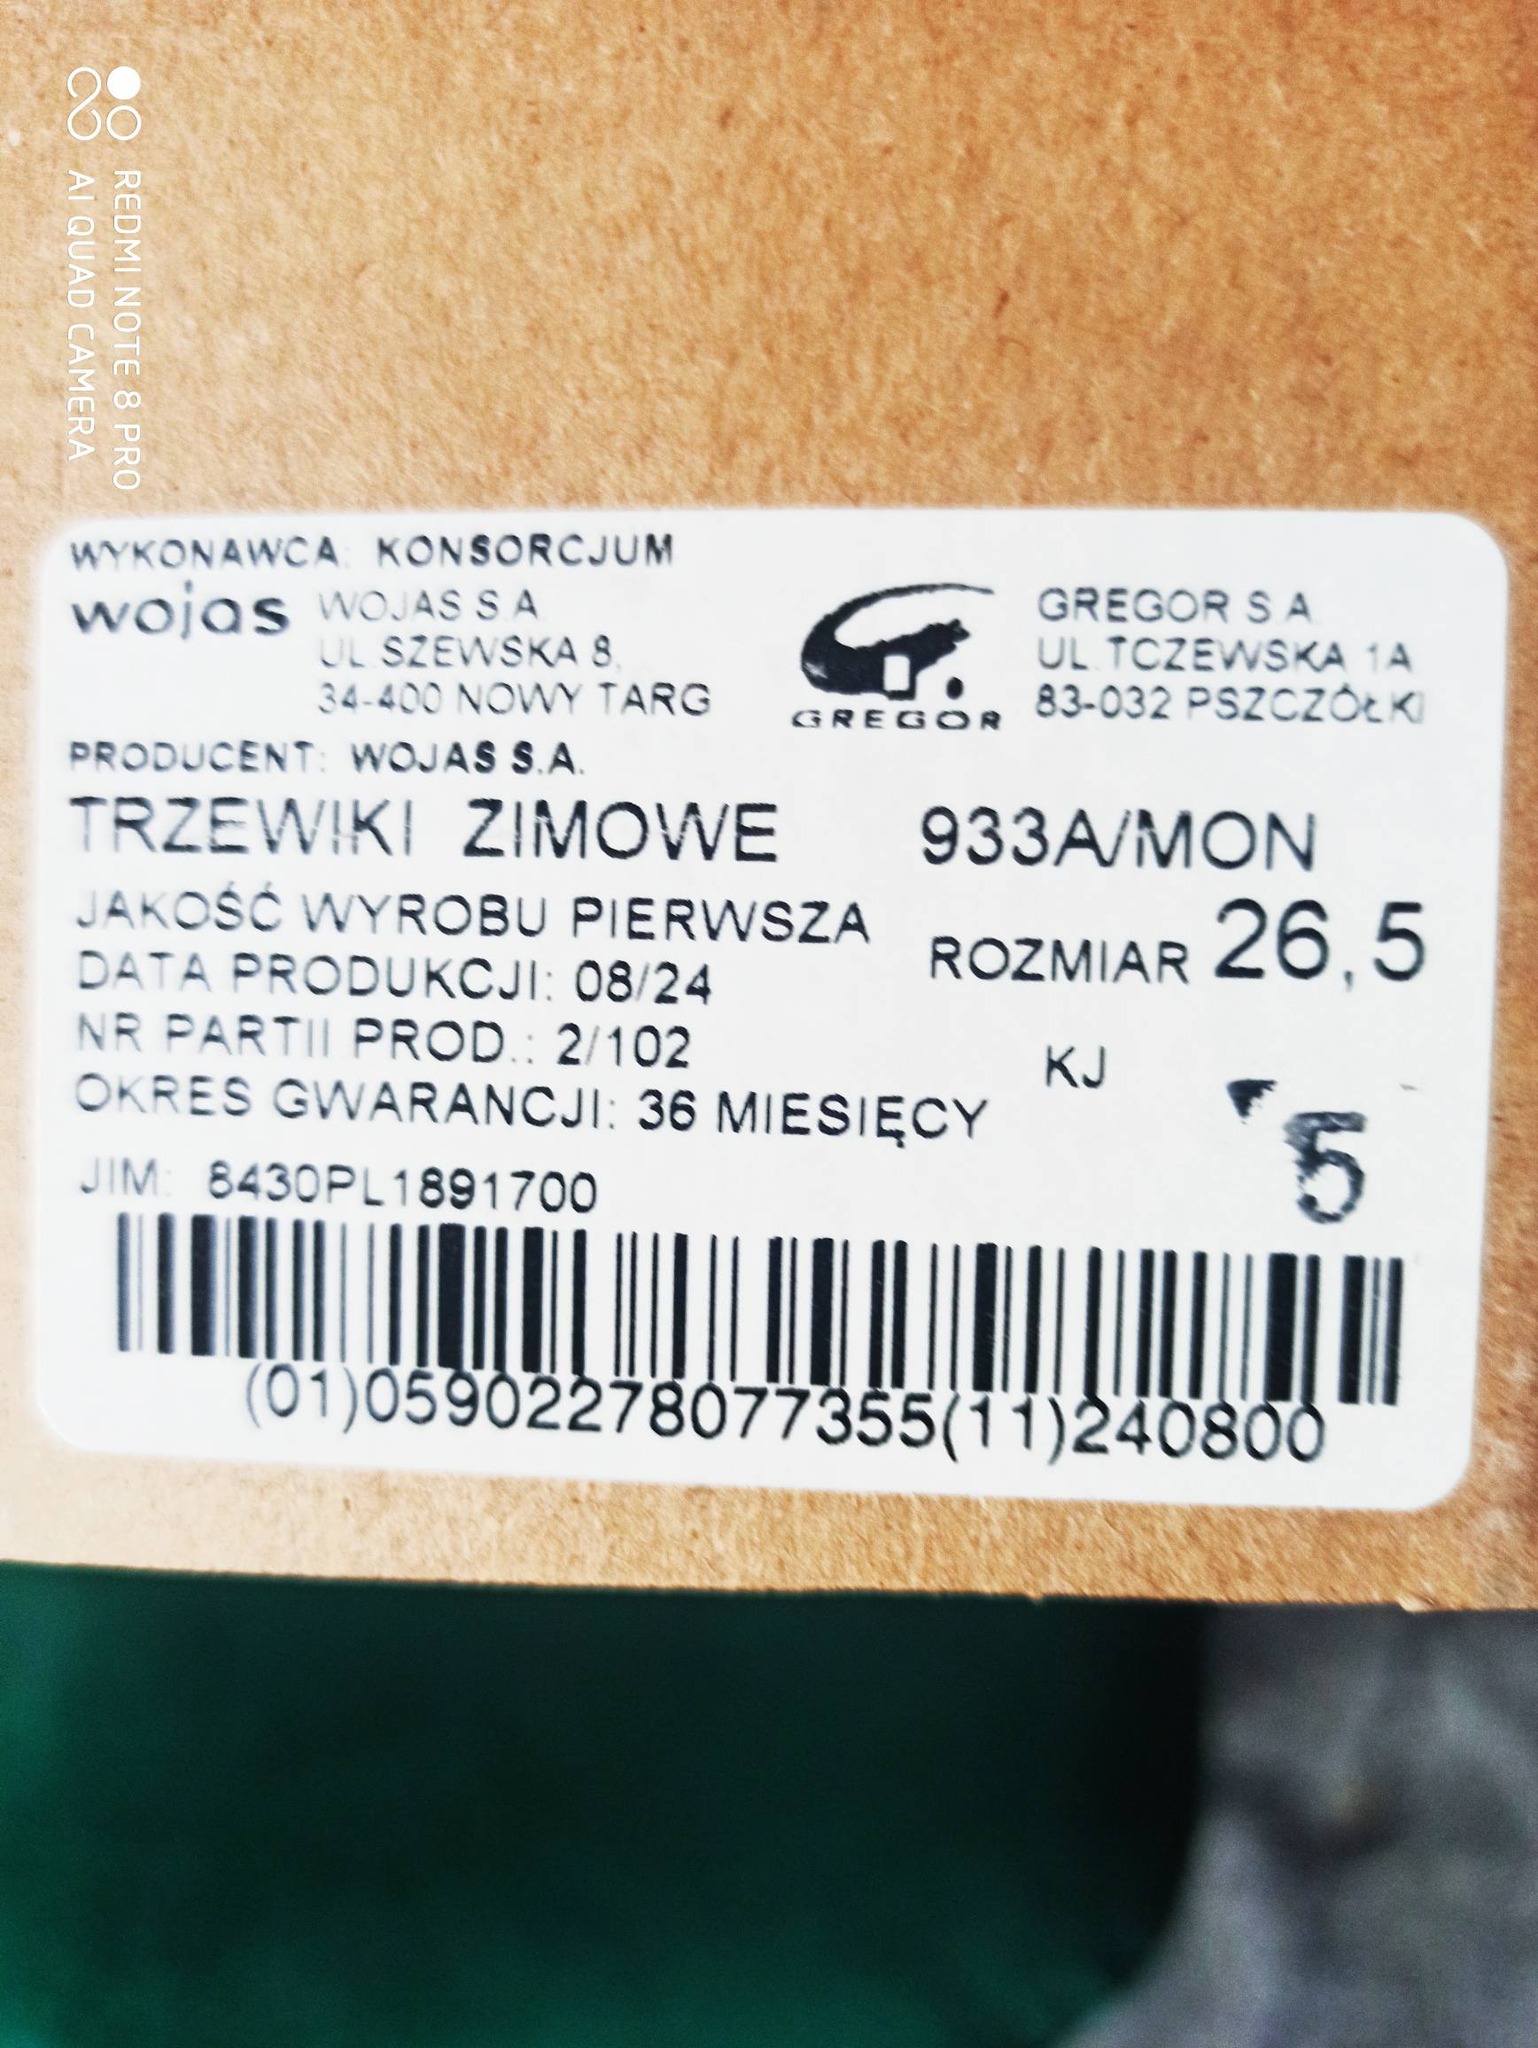 REDMI NOTE 8 PRO
AI QUAD CAMERA
WYKONAWCA: KONSORCJUM
wojas
WOJAS S.A.
UL. SZEWSKA 8,
34-400 NOWY TARG
GREGOR
GREGOR S.A.
UL. TCZEWSKA 1A
83-032 PSZCZÓŁKI
PRODUCENT: WOJAS S.A.
TRZEWIKI ZIMOWE 933A/MON
JAKOŚĆ WYROBU PIERWSZA
ROZMIAR 26,5
DATA PRODUKCJI: 08/24
NR PARTII PROD.: 2/102
KJ
OKRES GWARANCJI: 36 MIESIĘCY
5
JIM: 8430PL1891700
(01)05902278077355(11)240800